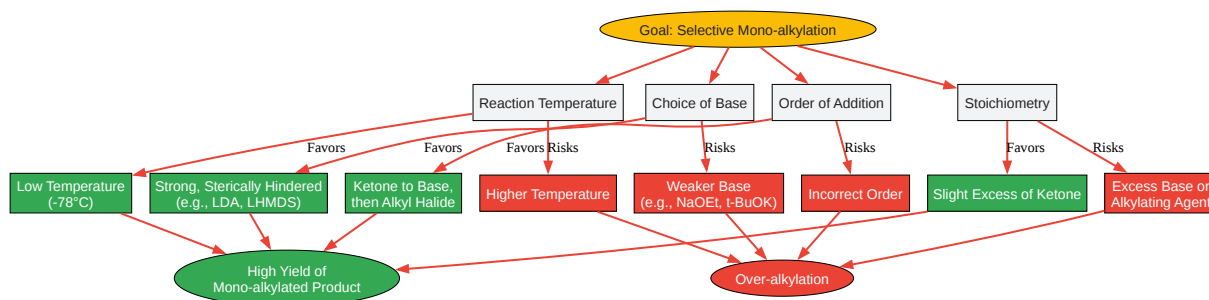 Goal: Selective Mono-alkylation
Reaction Temperature
Choice of Base
Order of Addition
Stoichiometry
Favors
Favors
Favors
Risks
Risks
Risks
Favors
Risks
Low Temperature
(-78°C)
Strong, Sterically Hindered
(e.g., LDA, LHMDS)
Ketone to Base,
then Alkyl Halide
Higher Temperature
Weaker Base
(e.g., NaOEt, t-BuOK)
Incorrect Order
Slight Excess of Ketone
Excess Base or
Alkylating Agent
High Yield of
Mono-alkylated Product
Over-alkylation